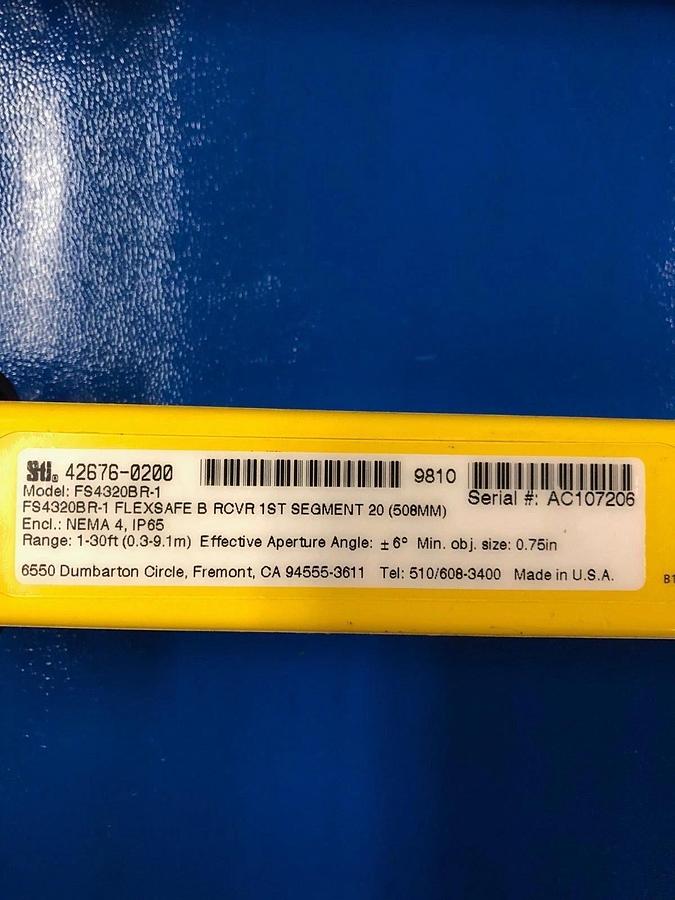 Sti® 42676-0200 9810
Model: FS4320BR-1 Serial #: AC107206
FS4320BR-1 FLEXSAFE B RCVR 1ST SEGMENT 20 (508MM)
Encl.: NEMA 4, IP65
Range: 1-30ft (0.3-9.1m) Effective Aperture Angle: ±6° Min. obj. size: 0.75in
6550 Dumbarton Circle, Fremont, CA 94555-3611 Tel: 510/608-3400 Made in U.S.A.